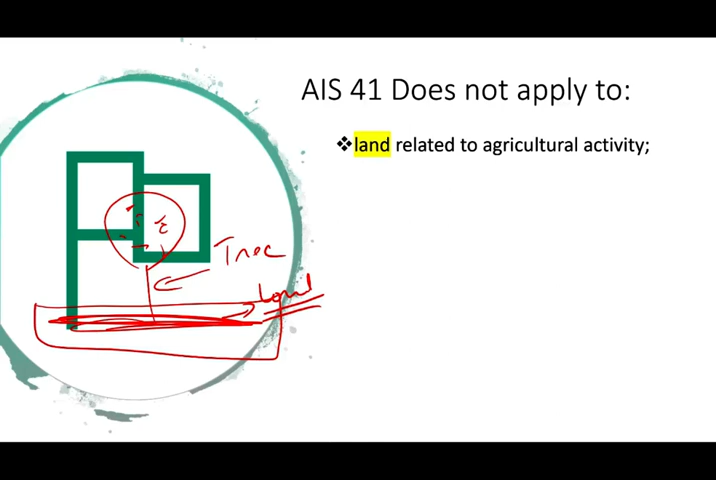 AIS 41 Does not apply to:
❖land related to agricultural activity;
Tree
Land